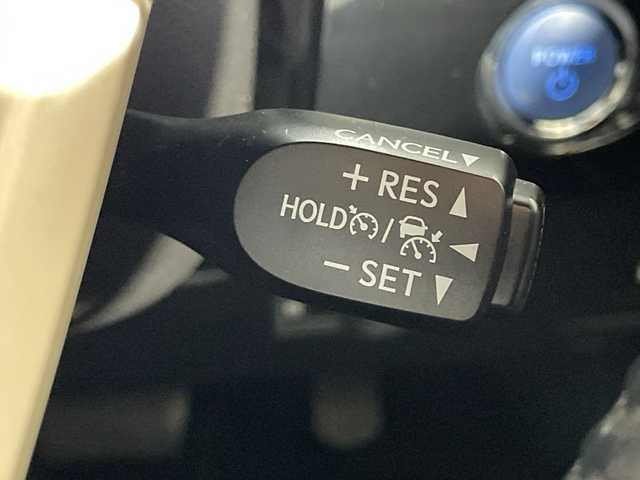 POWER
CANCEL▼
+ RES ▲
HOLD / ◀
− SET ▼